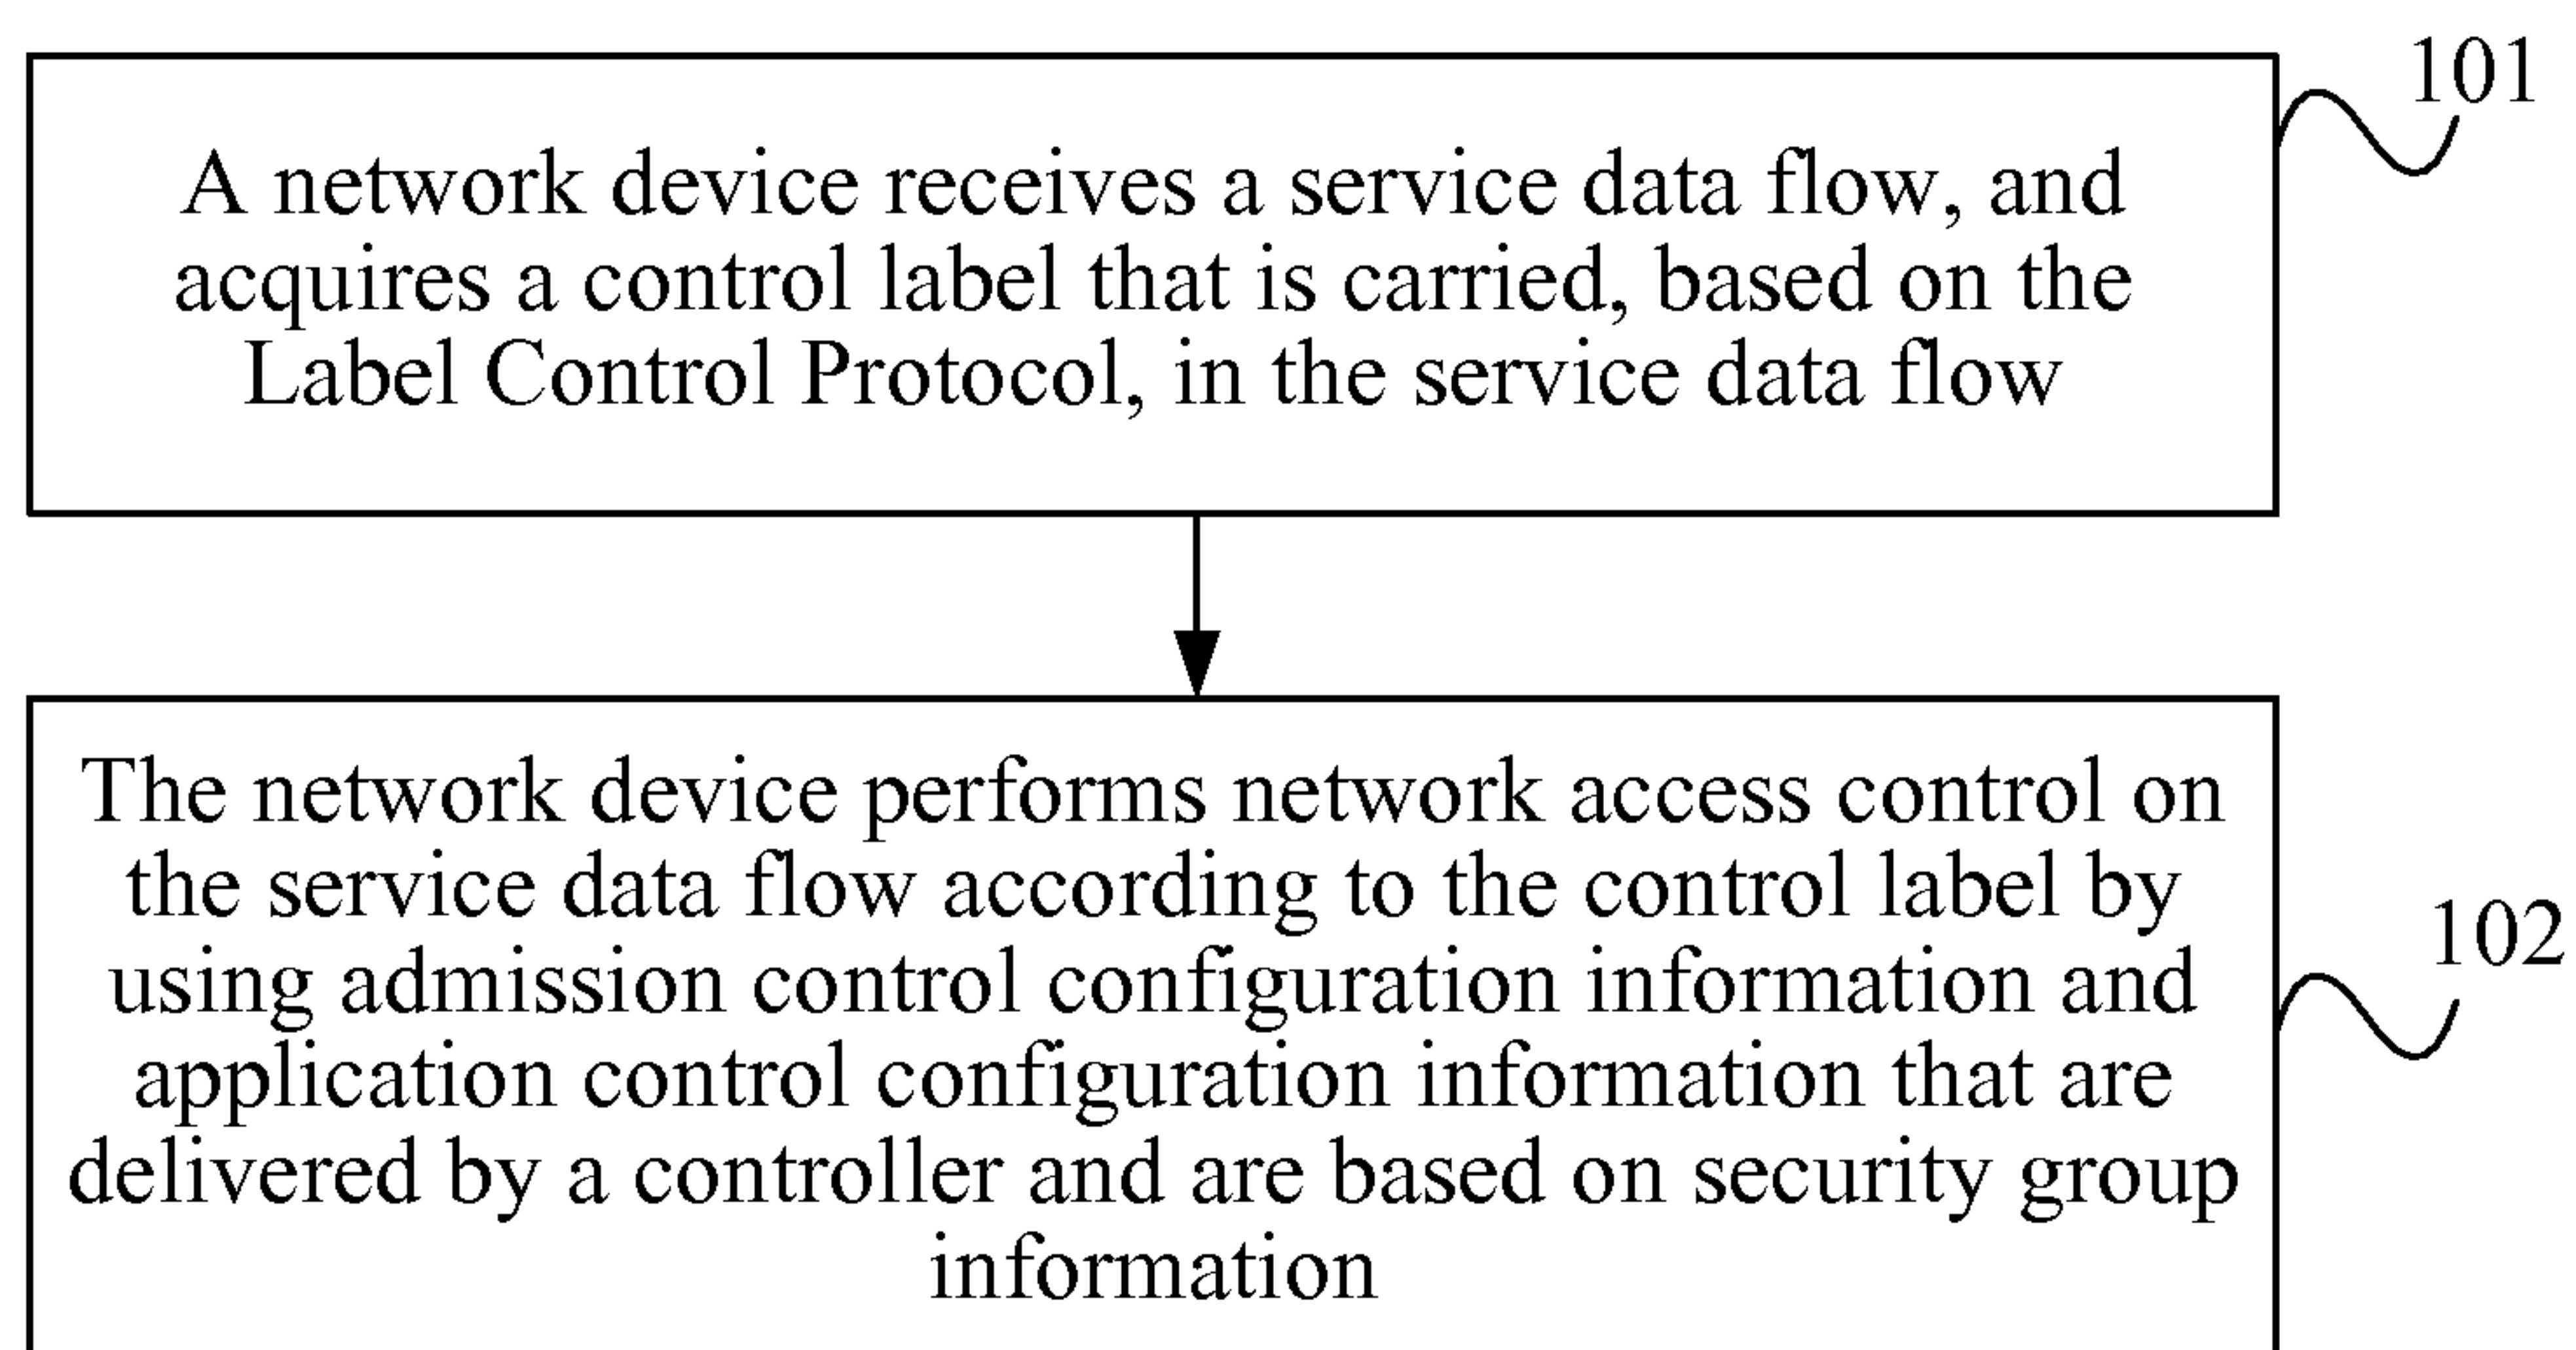 101
A network device receives a service data flow, and
acquires a control label that is carried, based on the
Label Control Protocol, in the service data flow
The network device performs network access control on
the service data flow according to the control label by
102
using admission control configuration information and
application control configuration information that are
delivered by a controller and are based on security group
information